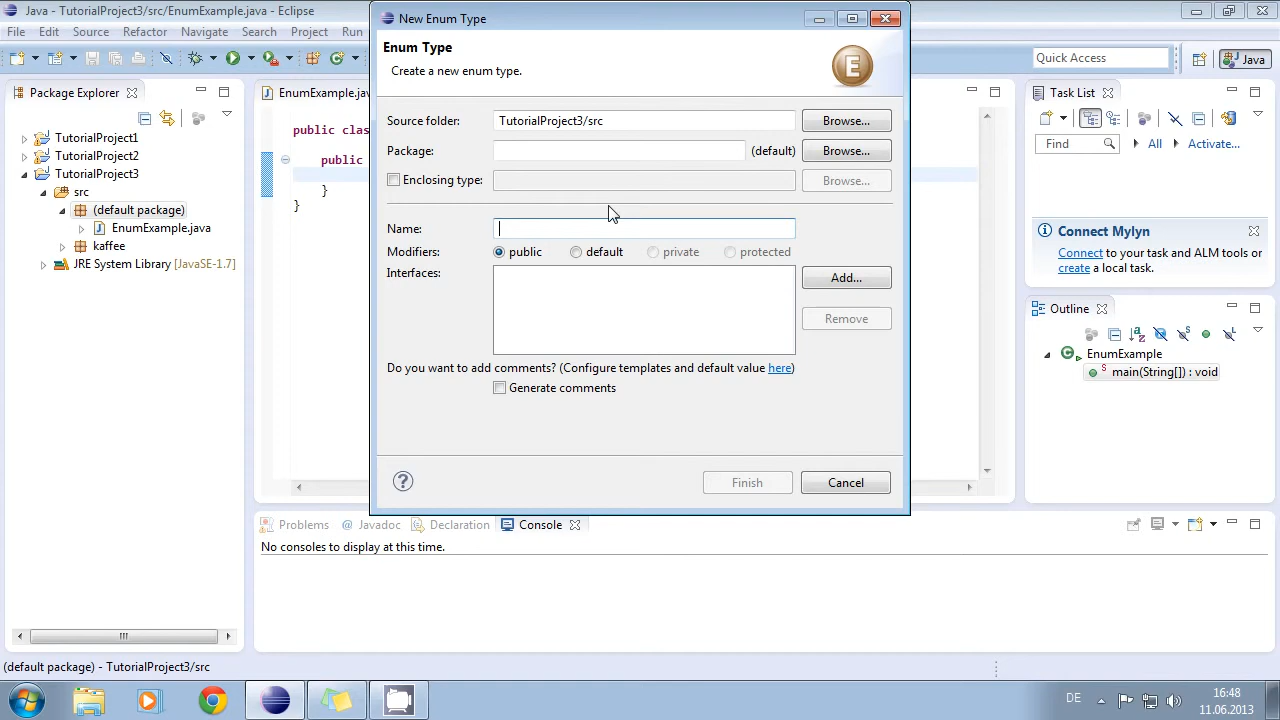 Java - TutorialProject3/src/EnumExample.java - Eclipse
File Edit Source Refactor Navigate Search Project Run
Quick Access
Java
Package Explorer
TutorialProject1
TutorialProject2
TutorialProject3
src
(default package)
EnumExample.java
kaffee
JRE System Library [JavaSE-1.7]
EnumExample.jav
public clas
public
}
}
New Enum Type
Enum Type
Create a new enum type.
E
Source folder: TutorialProject3/src Browse...
Package: (default) Browse...
Enclosing type: Browse...
Name:
Modifiers: public default private protected
Interfaces: Add...
Remove
Do you want to add comments? (Configure templates and default value here)
Generate comments
Finish Cancel
Task List
Find All Activate...
Connect Mylyn
Connect to your task and ALM tools or
create a local task.
Outline
EnumExample
main(String[]) : void
Problems Javadoc Declaration Console
No consoles to display at this time.
(default package) - TutorialProject3/src
DE
16:48
11.06.2013